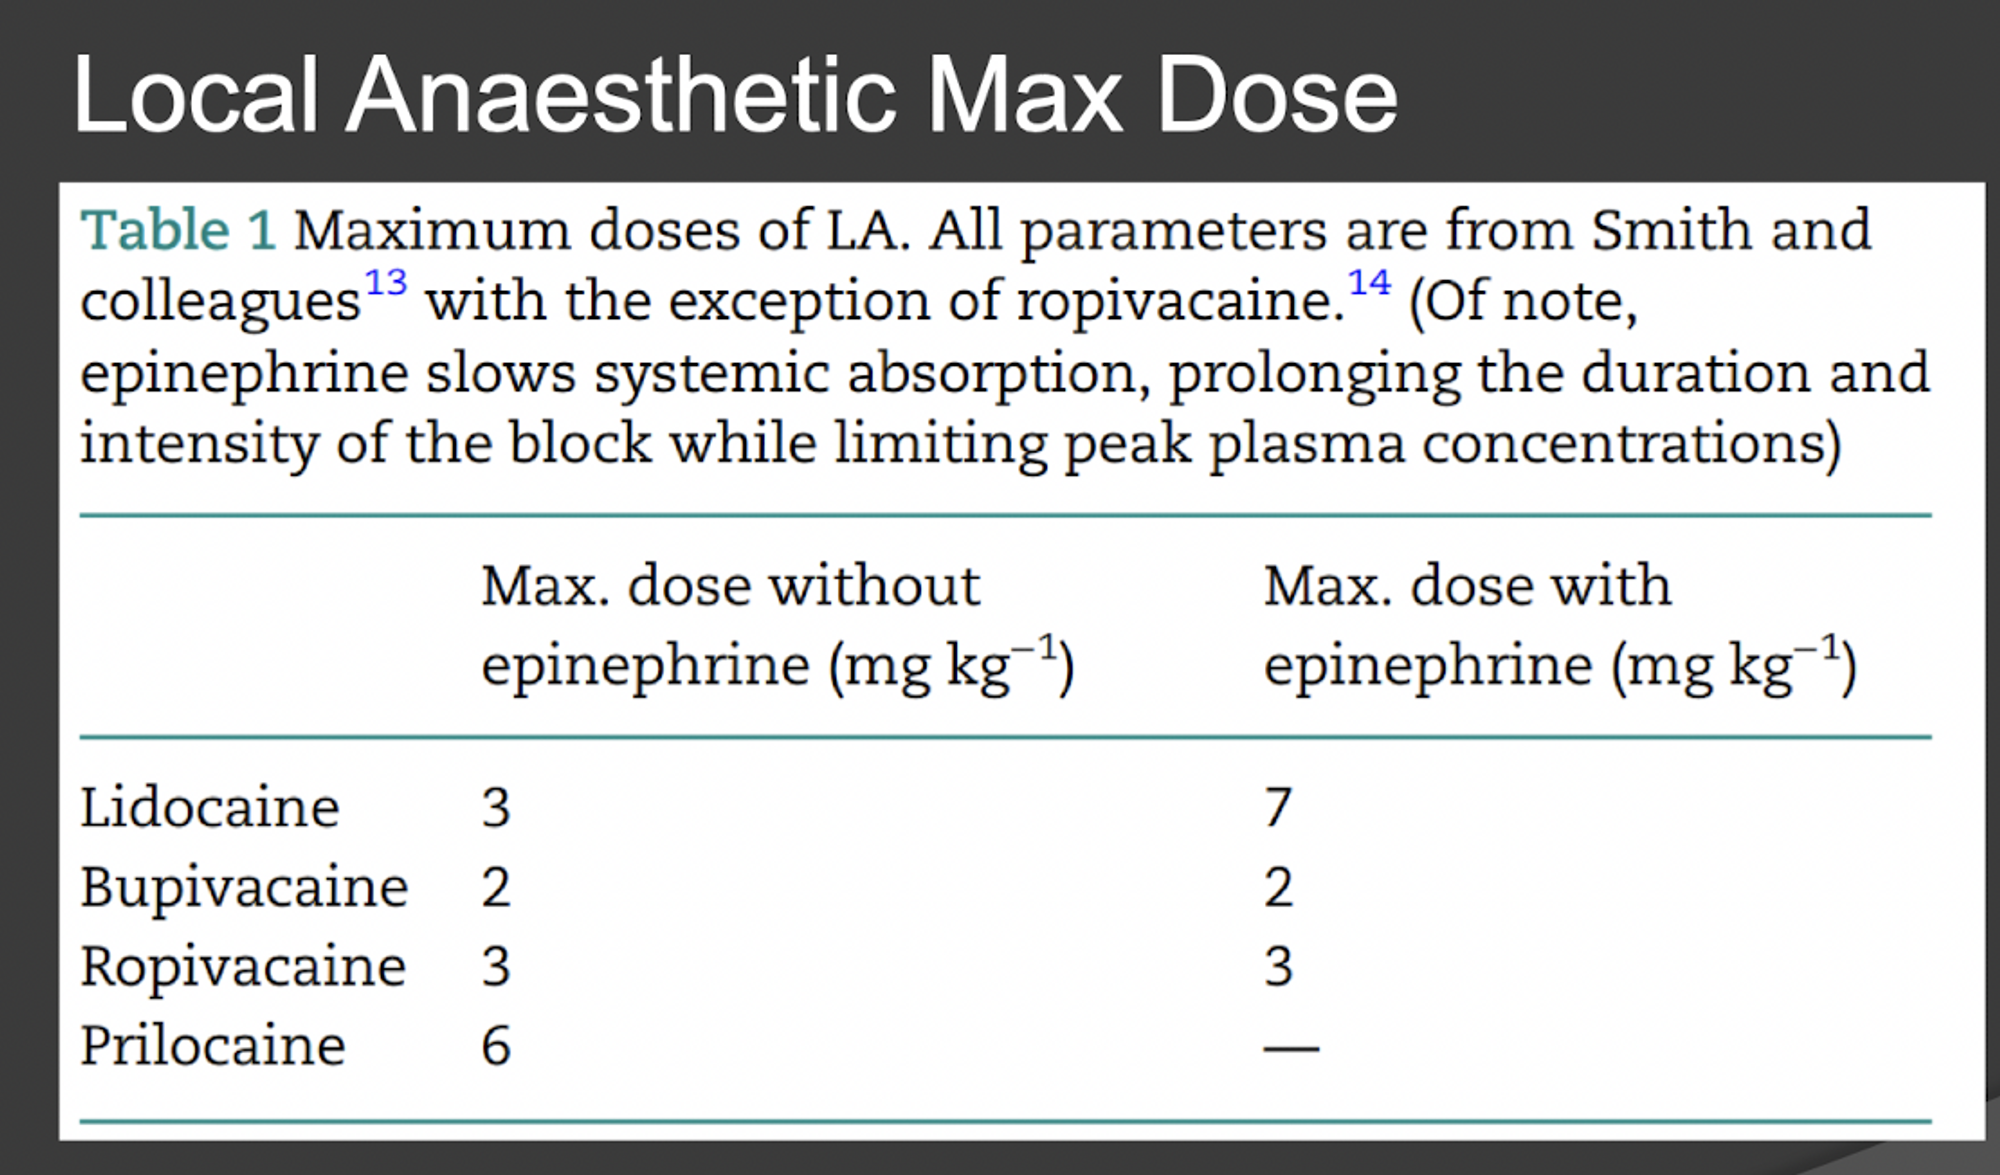 Local Anaesthetic Max Dose
Table 1 Maximum doses of LA. All parameters are from Smith and
colleagues13 with the exception of ropivacaine.14 (Of note,
epinephrine slows systemic absorption, prolonging the duration and
intensity of the block while limiting peak plasma concentrations)
Max. dose without Max. dose with
epinephrine (mg kg−1) epinephrine (mg kg−1)
Lidocaine 3 7
Bupivacaine 2 2
Ropivacaine 3 3
Prilocaine 6 —